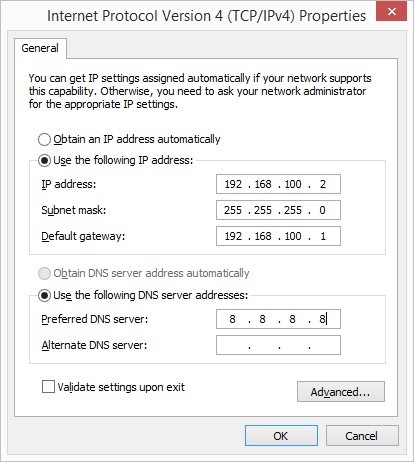 Internet Protocol Version 4 (TCP/IPv4) Properties
General
You can get IP settings assigned automatically if your network supports
this capability. Otherwise, you need to ask your network administrator
for the appropriate IP settings.
Obtain an IP address automatically
Use the following IP address:
IP address: 192 . 168 . 100 . 2
Subnet mask: 255 . 255 . 255 . 0
Default gateway: 192 . 168 . 100 . 1
Obtain DNS server address automatically
Use the following DNS server addresses:
Preferred DNS server: 8 . 8 . 8 . 8
Alternate DNS server: . . .
Validate settings upon exit
Advanced...
OK Cancel